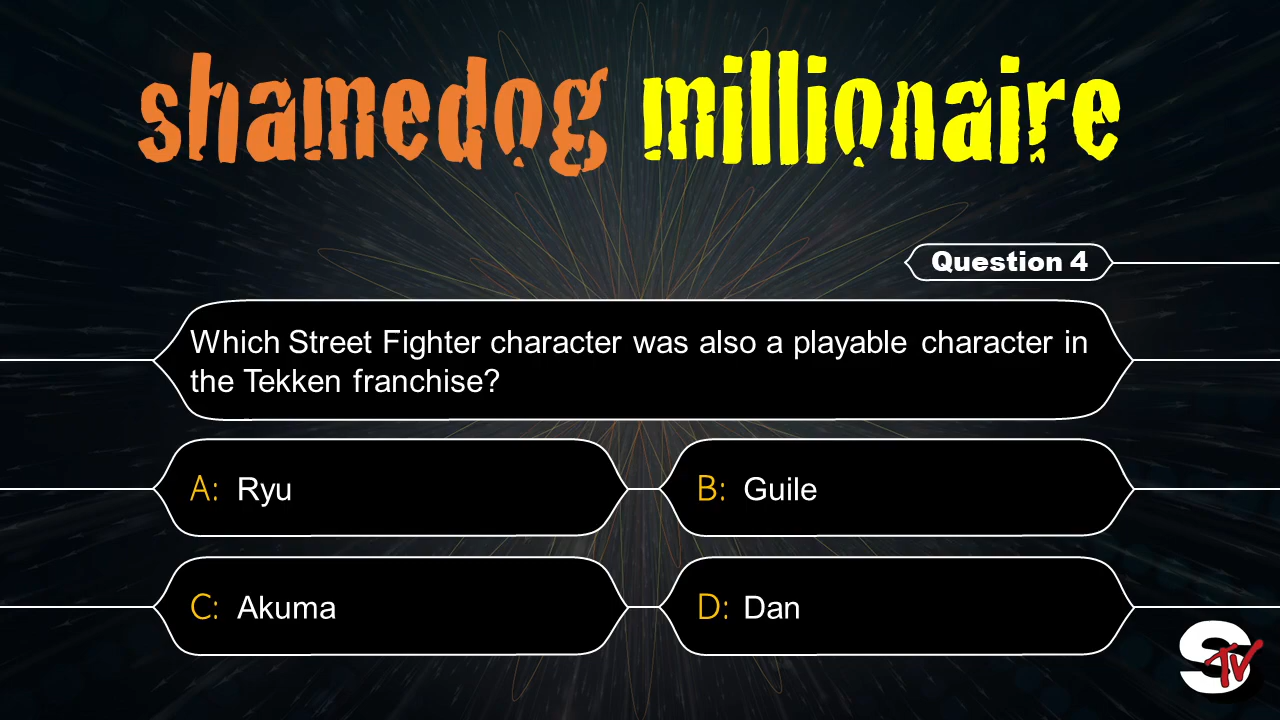 shamedog millionaire
Question 4
Which Street Fighter character was also a playable character in
the Tekken franchise?
A: Ryu
B: Guile
C: Akuma
D: Dan
STV